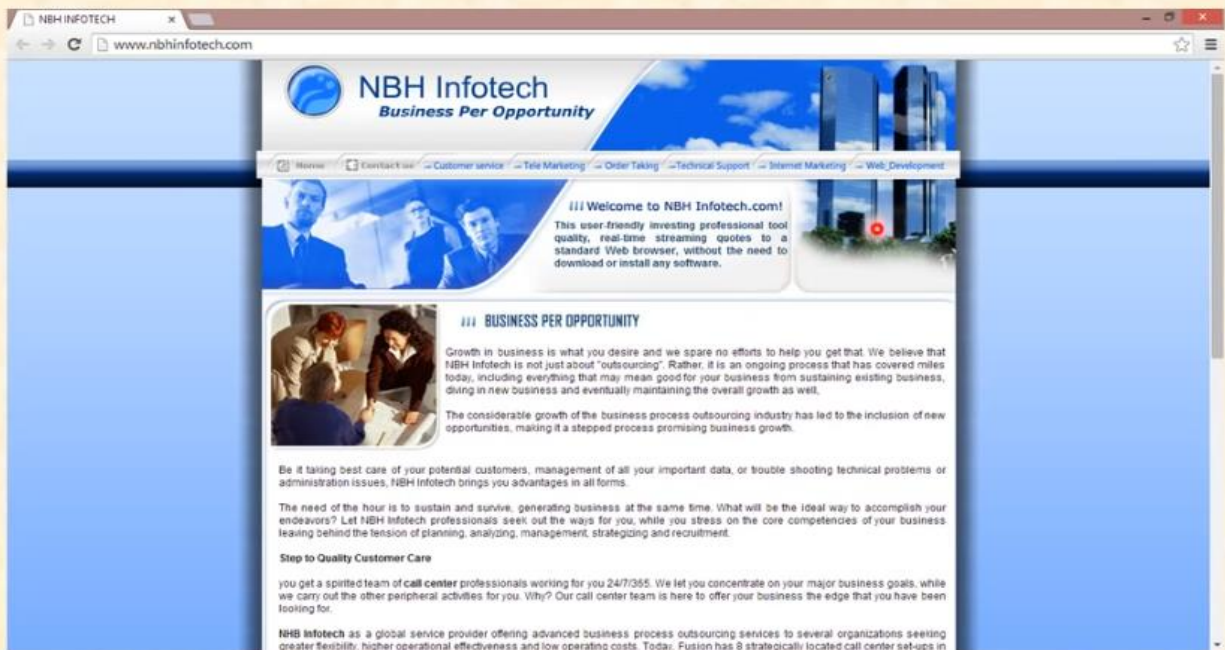 NBH INFOTECH
www.nbhinfotech.com
NBH Infotech
Business Per Opportunity
Home Contact us Customer service Tele Marketing Order Taking Technical Support Internet Marketing Web_Development
Welcome to NBH Infotech.com!
This user-friendly investing professional tool
quality, real-time streaming quotes to a
standard Web browser, without the need to
download or install any software.
BUSINESS PER OPPORTUNITY
Growth in business is what you desire and we spare no efforts to help you get that. We believe that
NBH Infotech is not just about "outsourcing". Rather, it is an ongoing process that has covered miles
today, including everything that may mean good for your business from sustaining existing business,
diving in new business and eventually maintaining the overall growth as well,
The considerable growth of the business process outsourcing industry has led to the inclusion of new
opportunities, making it a stepped process promising business growth.
Be it taking best care of your potential customers, management of all your important data, or trouble shooting technical problems or
administration issues, NBH Infotech brings you advantages in all forms.
The need of the hour is to sustain and survive, generating business at the same time. What will be the ideal way to accomplish your
endeavors? Let NBH Infotech professionals seek out the ways for you, while you stress on the core competencies of your business
leaving behind the tension of planning, analyzing, management, strategizing and recruitment.
Step to Quality Customer Care
you get a spirited team of call center professionals working for you 24/7/365. We let you concentrate on your major business goals, while
we carry out the other peripheral activities for you. Why? Our call center team is here to offer your business the edge that you have been
looking for.
NHB Infotech as a global service provider offering advanced business process outsourcing services to several organizations seeking
greater flexibility, higher operational effectiveness and low operating costs. Today, Fusion has 8 strategically located call center set-ups in